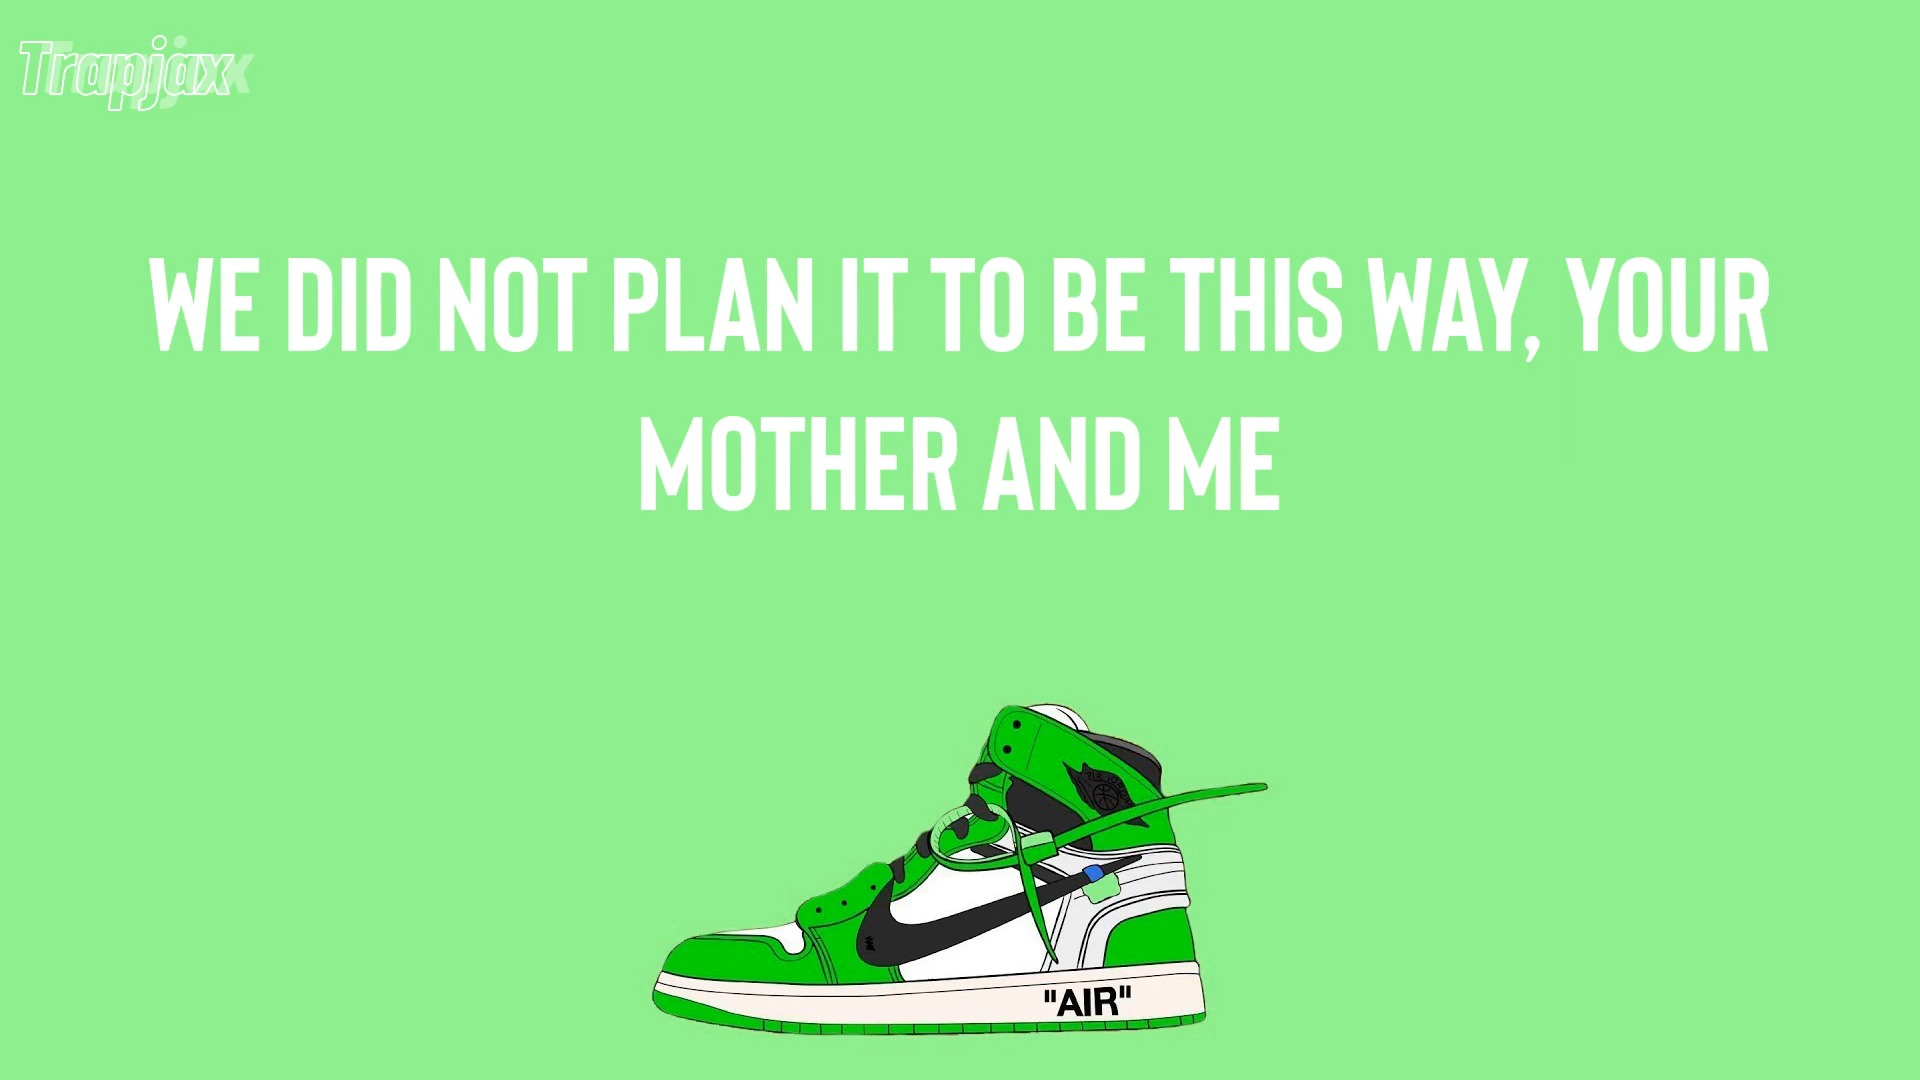 Trapjax
WE DID NOT PLAN IT TO BE THIS WAY, YOUR
MOTHER AND ME
"AIR"